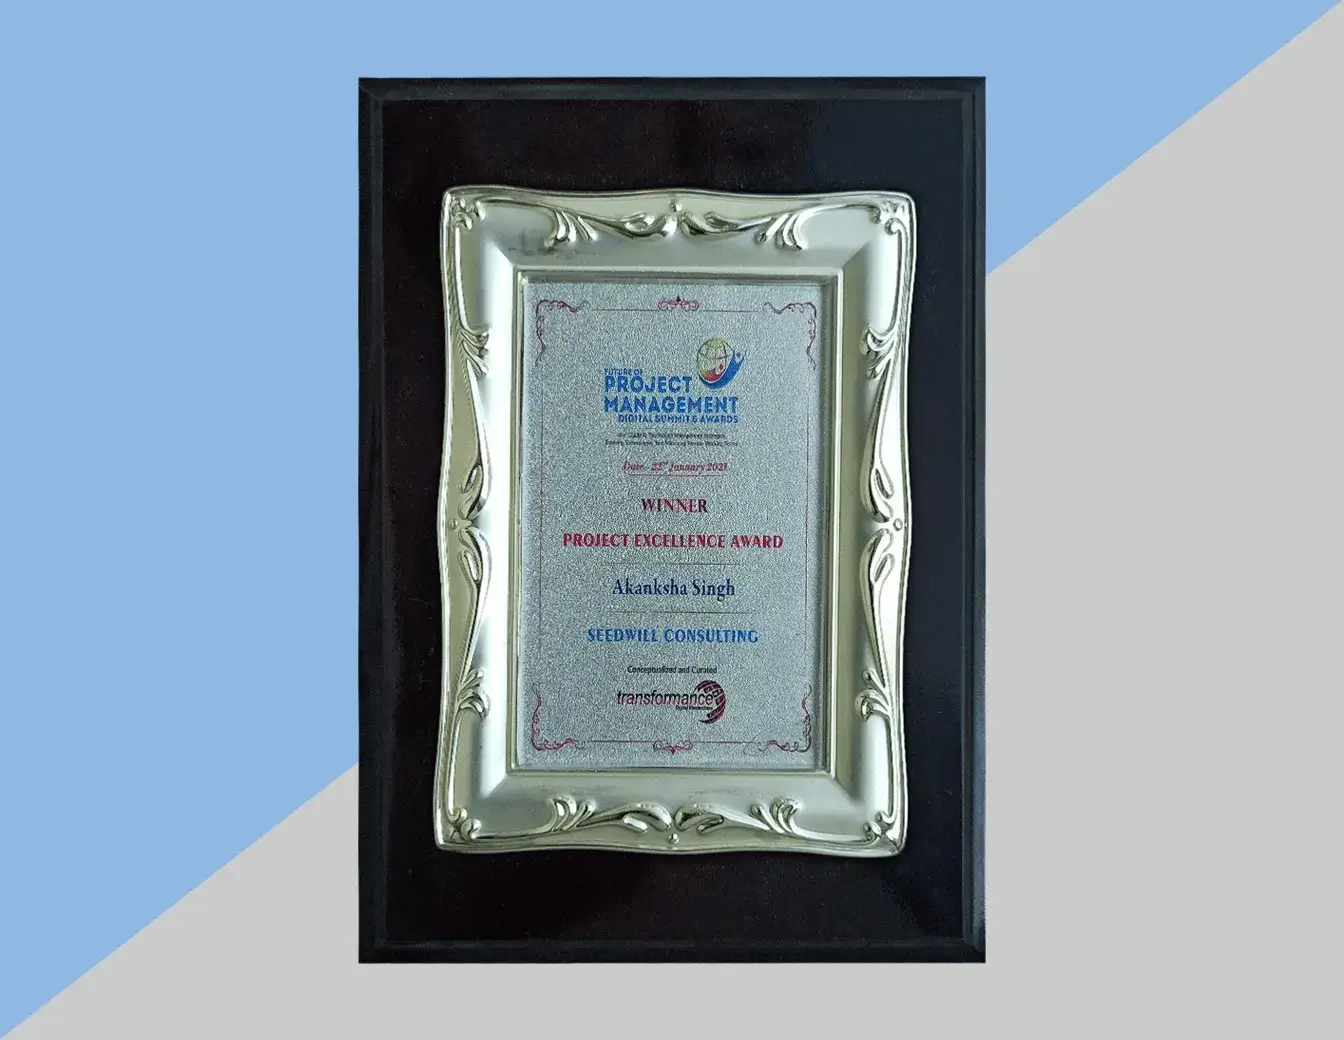 FUTURE OF
PROJECT
MANAGEMENT
DIGITAL SUMMIT & AWARDS
Date - 22nd January 2021
WINNER
PROJECT EXCELLENCE AWARD
Akanksha Singh
SEEDWILL CONSULTING
Conceptualized and Curated
transformance